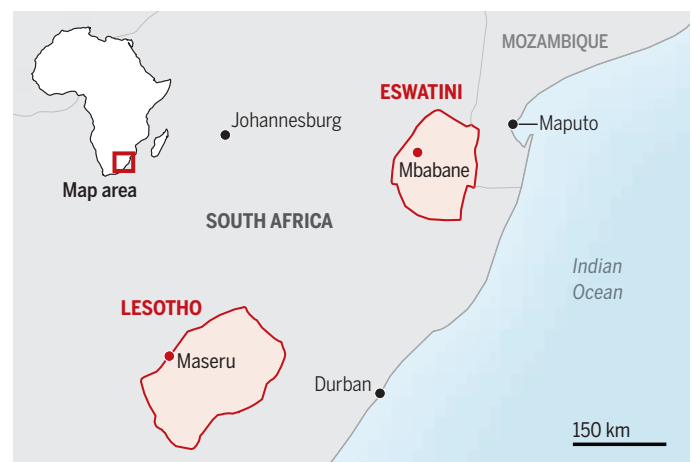 MOZAMBIQUE
ESWATINI
Johannesburg
Maputo
Mbabane
Map area
SOUTH AFRICA
Indian
Ocean
LESOTHO
Maseru
Durban
150 km